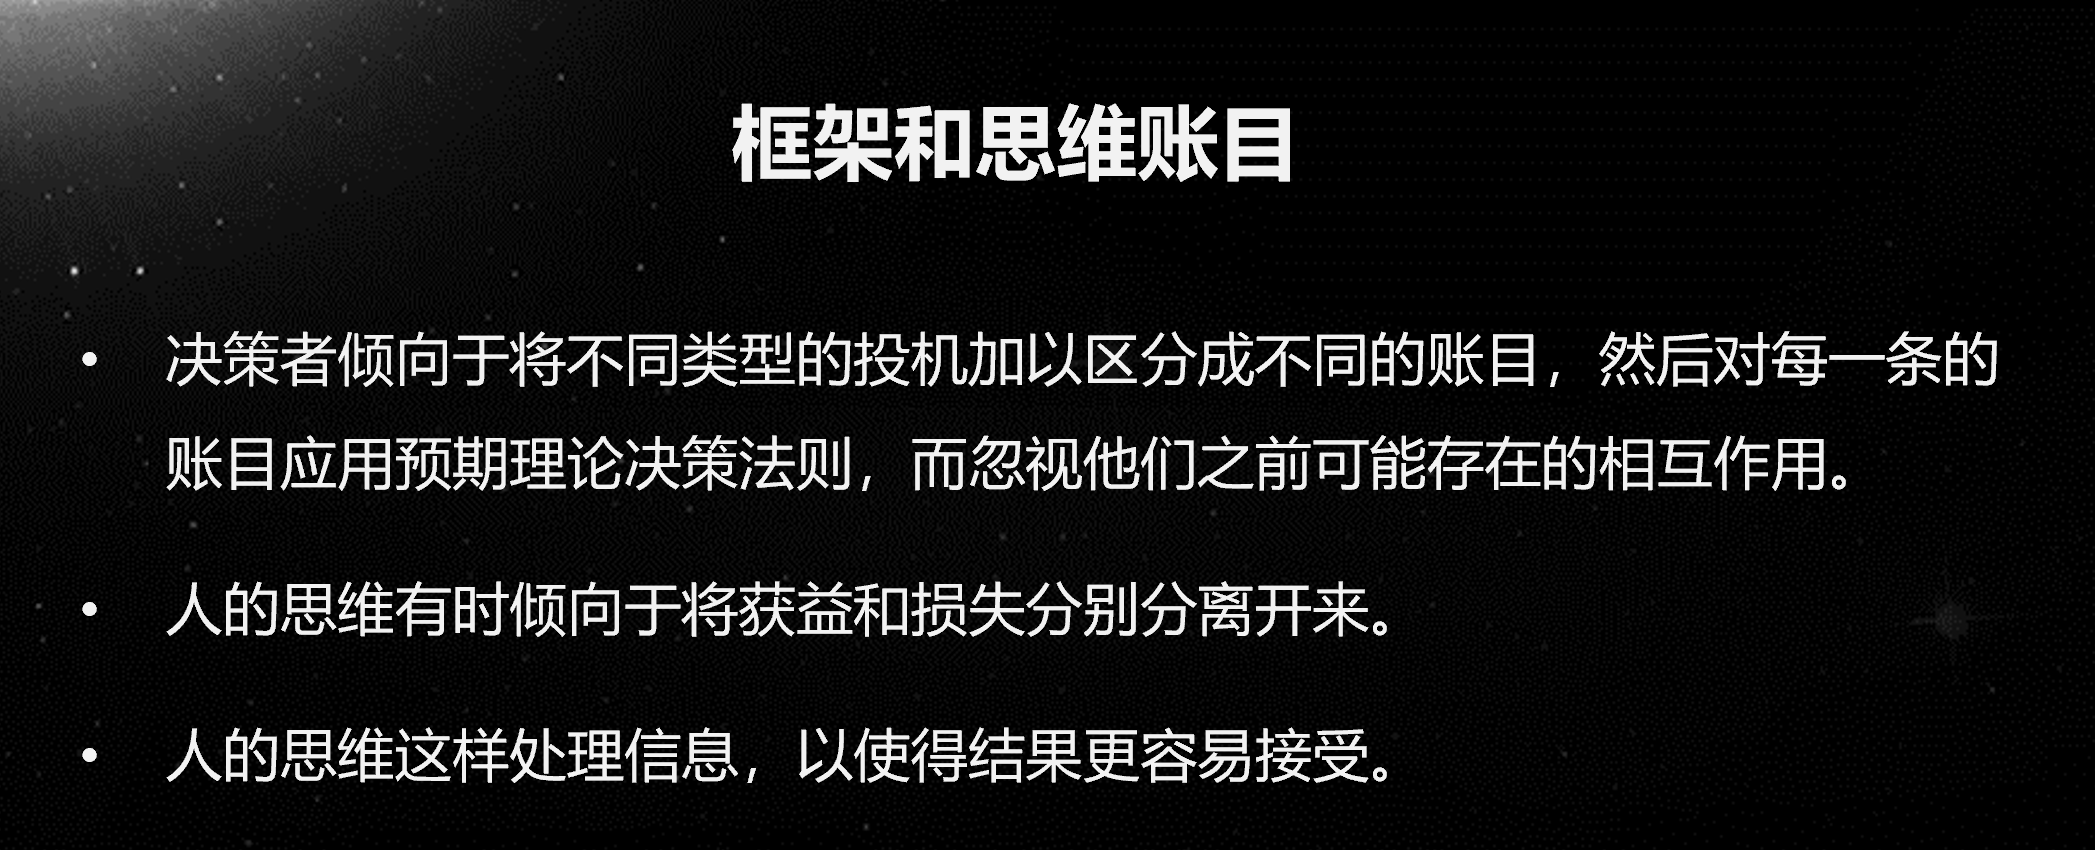 框架和思维账目
• 决策者倾向于将不同类型的投机加以区分成不同的账目，然后对每一条的
账目应用预期理论决策法则，而忽视他们之前可能存在的相互作用。
• 人的思维有时倾向于将获益和损失分别分离开来。
• 人的思维这样处理信息，以使得结果更容易接受。